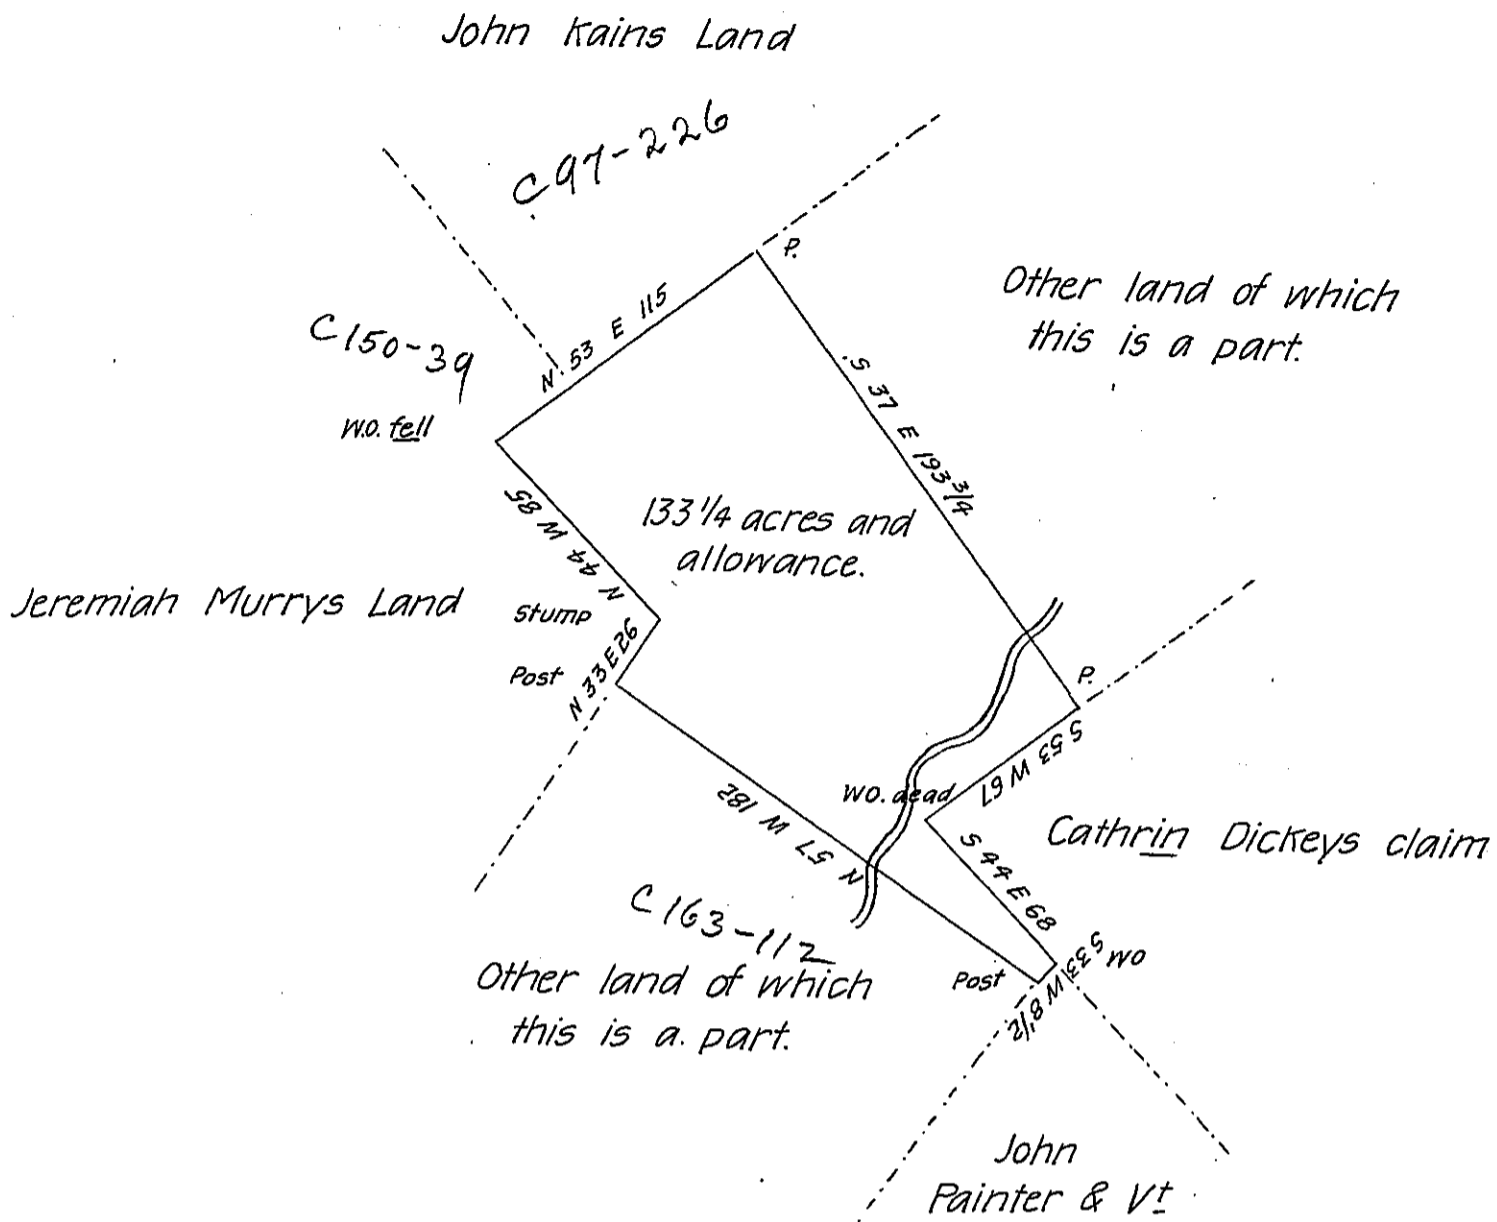 John Kains Land
C97-226
P.
N. 53 E 115
Other land of which
this is a part.
C150-39
W.O. fell
S 37 E 193 3/4
N 44 W 85
133 1/4 acres and
allowance.
Jeremiah Murrys Land
stump
Post
N 33 E 26
P.
S 53 W 67
WO. dead
N 57 W 182
Cathrin Dickeys claim
S 44 E 68
C163-112
Other land of which
this is a part.
Post
S 33 W 8 1/2
WO
John
Painter & Vt